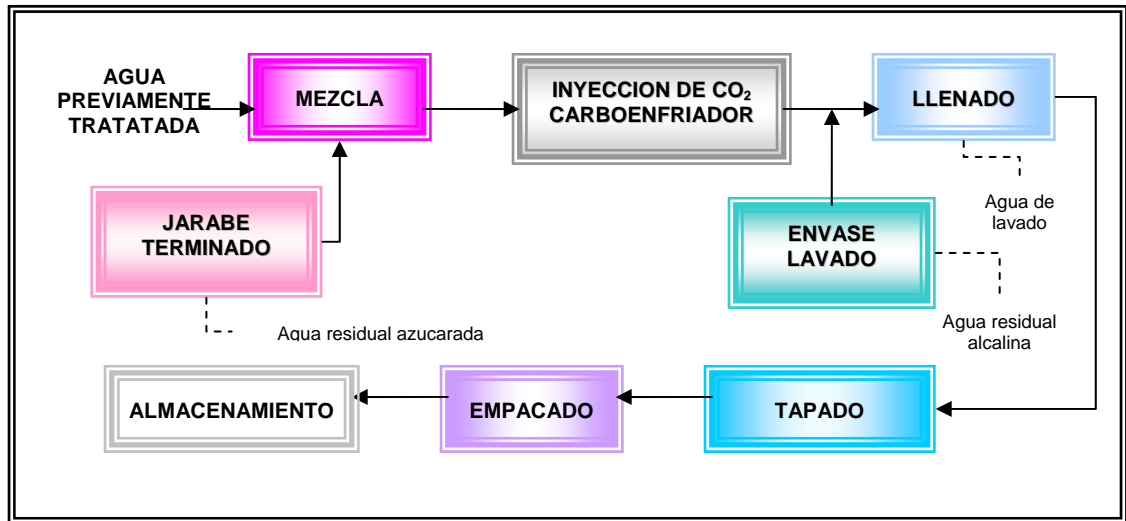 AGUA
PREVIAMENTE
TRATATADA
MEZCLA
INYECCION DE CO₂
CARBOENFRIADOR
LLENADO
JARABE
TERMINADO
ENVASE
LAVADO
Agua de
lavado
Agua residual azucarada
Agua residual
alcalina
ALMACENAMIENTO
EMPACADO
TAPADO